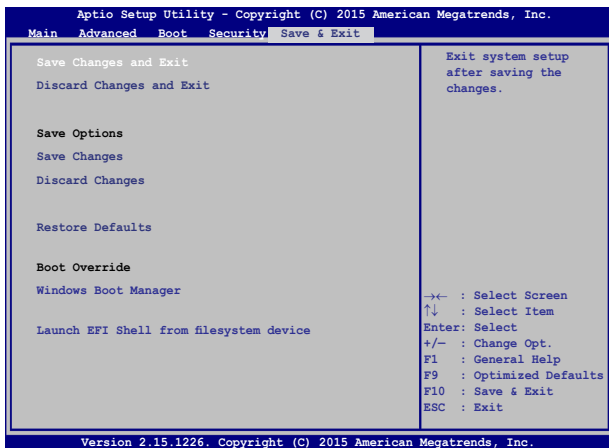 Aptio Setup Utility - Copyright (C) 2015 American Megatrends, Inc.
Main Advanced Boot Security Save & Exit
Save Changes and Exit
Discard Changes and Exit
Save Options
Save Changes
Discard Changes
Restore Defaults
Boot Override
Windows Boot Manager
Launch EFI Shell from filesystem device
Exit system setup
after saving the
changes.
→← : Select Screen
↑↓ : Select Item
Enter: Select
+/— : Change Opt.
F1 : General Help
F9 : Optimized Defaults
F10 : Save & Exit
ESC : Exit
Version 2.15.1226. Copyright (C) 2015 American Megatrends, Inc.